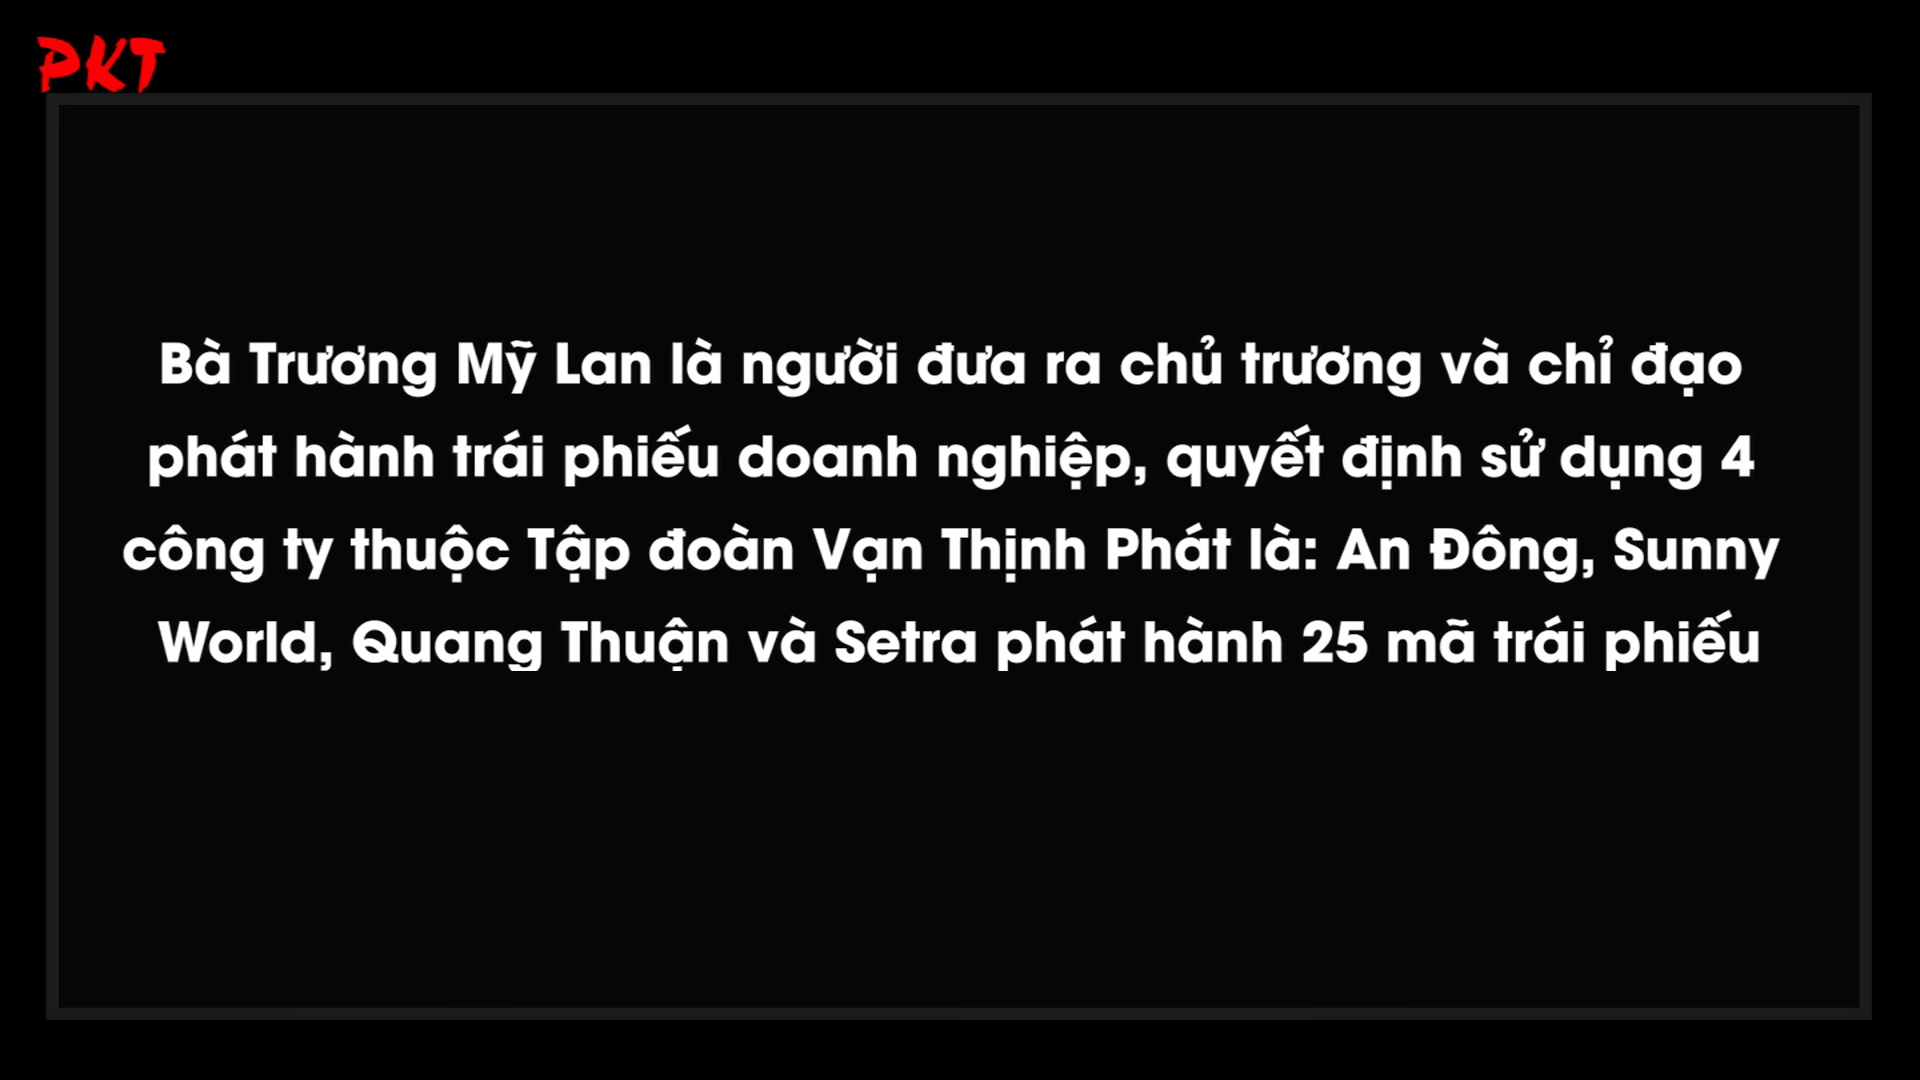 PKT
Bà Trương Mỹ Lan là người đưa ra chủ trương và chỉ đạo
phát hành trái phiếu doanh nghiệp, quyết định sử dụng 4
công ty thuộc Tập đoàn Vạn Thịnh Phát là: An Đông, Sunny
World, Quang Thuận và Setra phát hành 25 mã trái phiếu